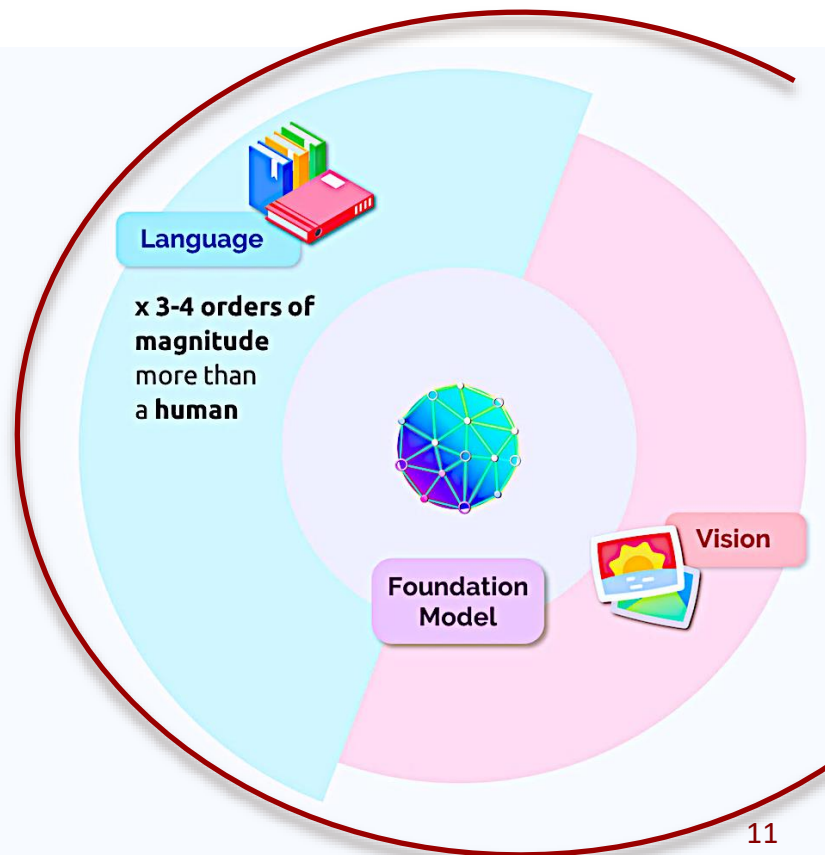 Language
x 3-4 orders of
magnitude
more than
a human
Vision
Foundation
Model
11